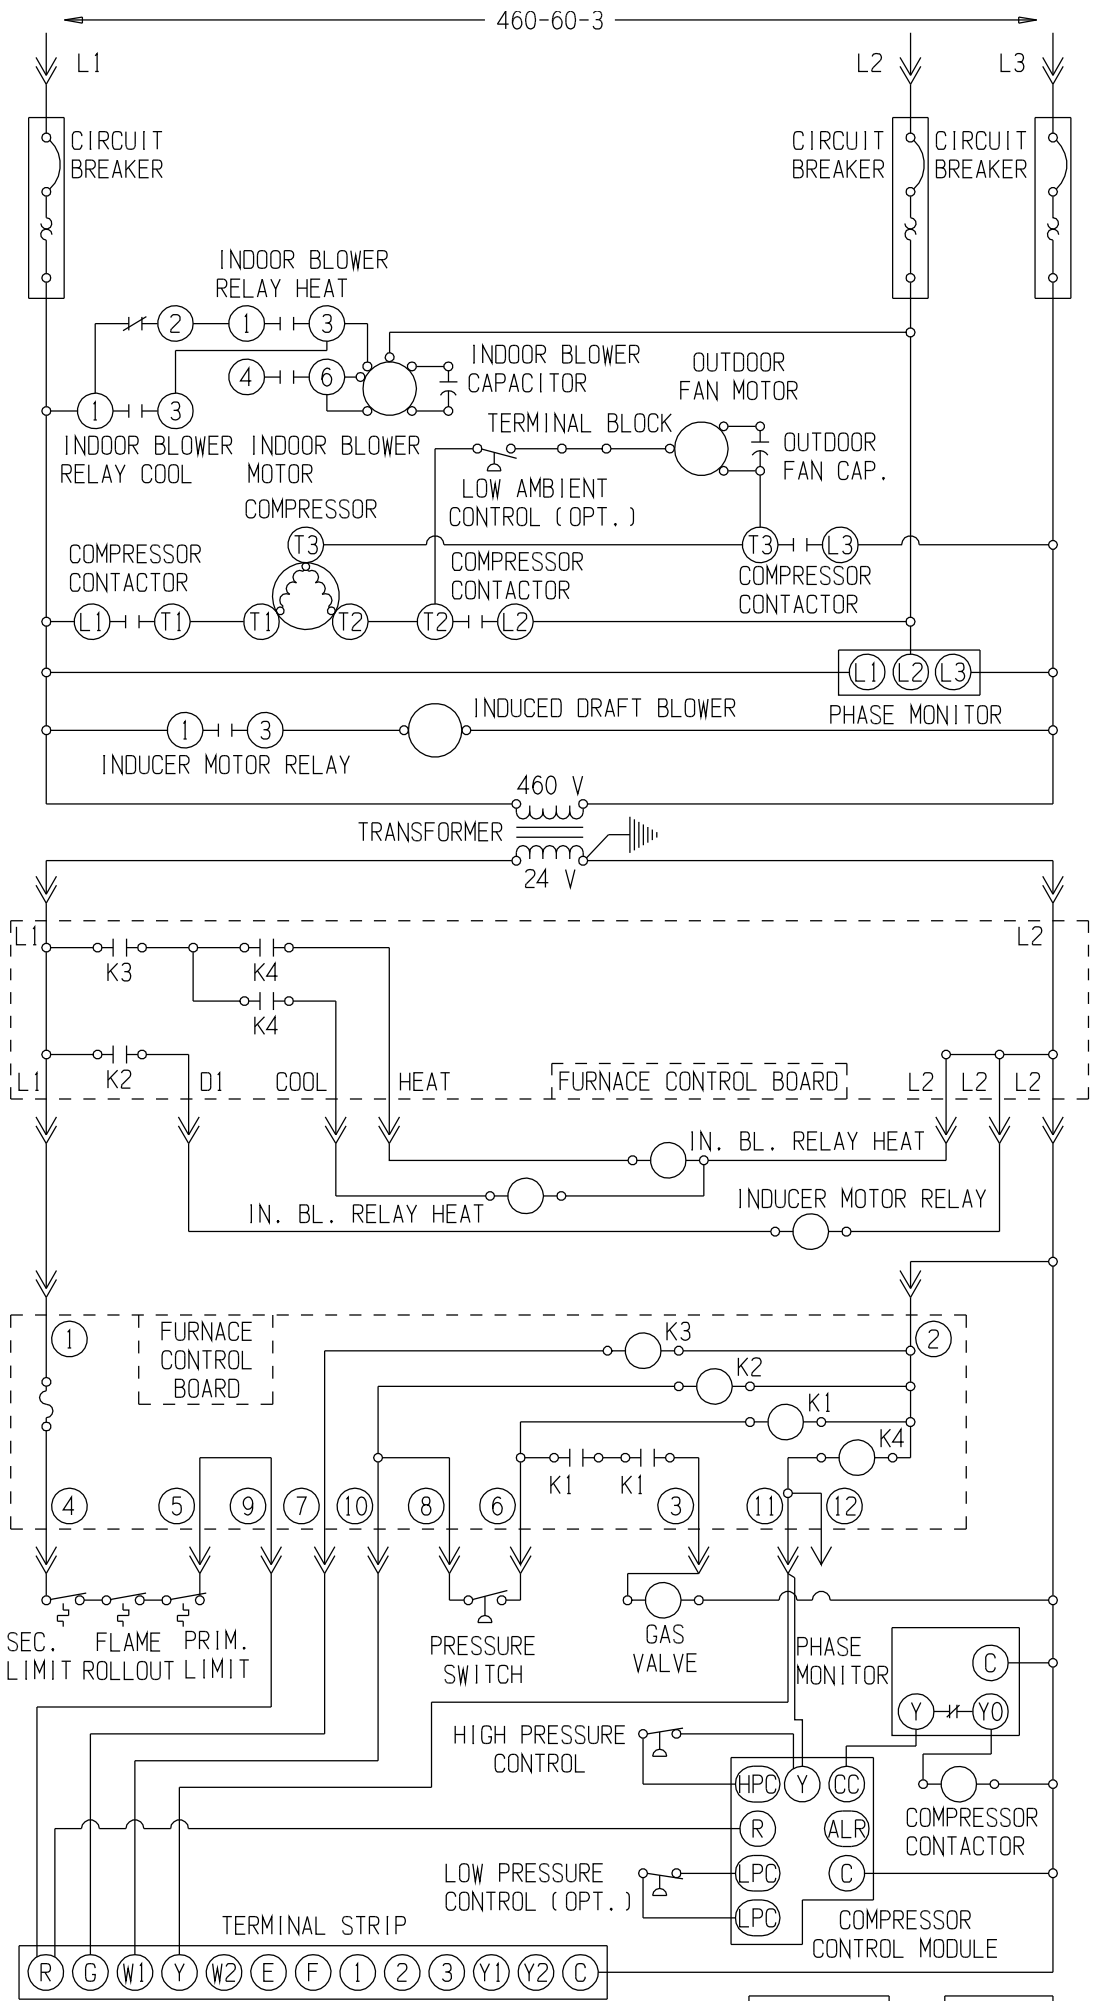 460-60-3
L1
L2
L3
CIRCUIT
BREAKER
CIRCUIT
BREAKER
CIRCUIT
BREAKER
INDOOR BLOWER
RELAY HEAT
2
1
3
4
6
INDOOR BLOWER
CAPACITOR
OUTDOOR
FAN MOTOR
1
3
INDOOR BLOWER
RELAY COOL
INDOOR BLOWER
MOTOR
TERMINAL BLOCK
OUTDOOR
FAN CAP.
LOW AMBIENT
CONTROL (OPT.)
COMPRESSOR
T3
T3
L3
COMPRESSOR
CONTACTOR
COMPRESSOR
CONTACTOR
COMPRESSOR
CONTACTOR
L1
T1
T1
T2
T2
L2
L1
L2
L3
PHASE MONITOR
1
3
INDUCED DRAFT BLOWER
INDUCER MOTOR RELAY
460 V
TRANSFORMER
24 V
L1
L2
K3
K4
K4
L1
K2
D1
COOL
HEAT
FURNACE CONTROL BOARD
L2
L2
L2
IN. BL. RELAY HEAT
IN. BL. RELAY HEAT
INDUCER MOTOR RELAY
1
FURNACE
CONTROL
BOARD
K3
2
K2
K1
K4
K1
K1
4
5
9
7
10
8
6
3
11
12
SEC.
LIMIT
FLAME
ROLLOUT
PRIM.
LIMIT
PRESSURE
SWITCH
GAS
VALVE
PHASE
MONITOR
C
Y
YO
HIGH PRESSURE
CONTROL
HPC
Y
CC
COMPRESSOR
CONTACTOR
R
ALR
LOW PRESSURE
CONTROL (OPT.)
LPC
C
LPC
COMPRESSOR
CONTROL MODULE
TERMINAL STRIP
R
G
W1
Y
W2
E
F
1
2
3
Y1
Y2
C